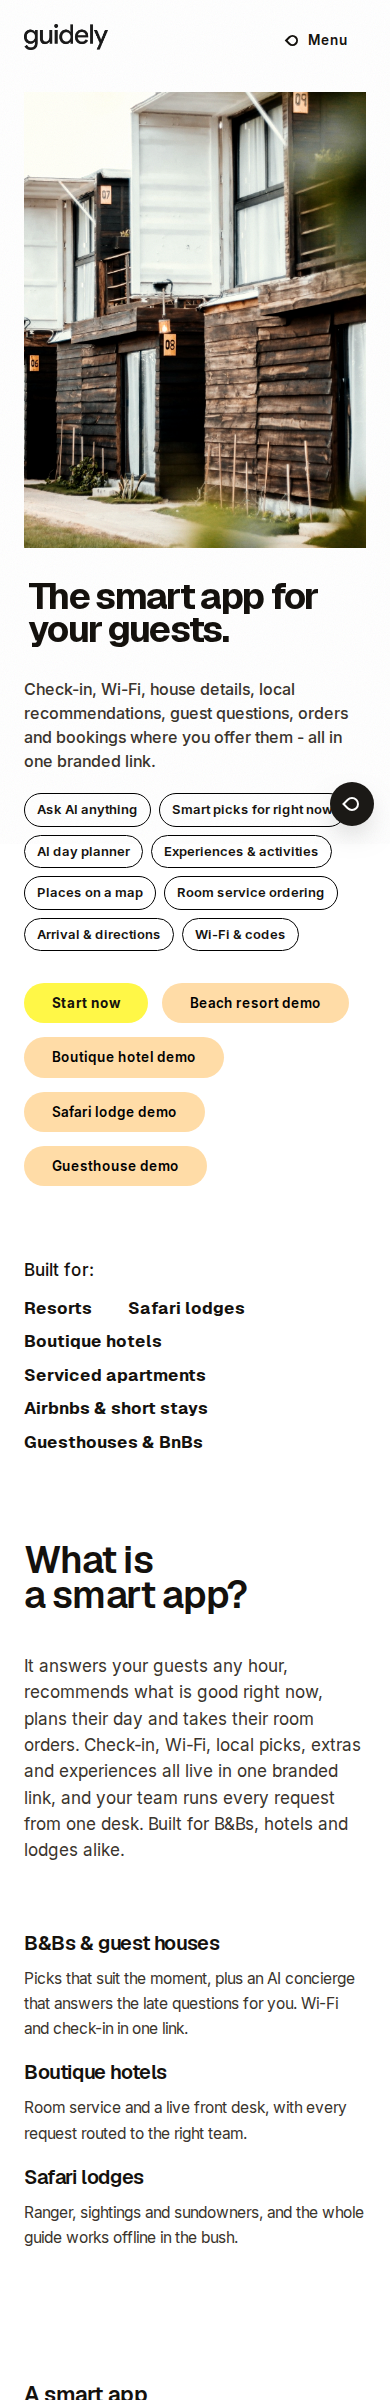 guidely
Menu
09
07
08
06
The smart app for
your guests.
Check-in, Wi-Fi, house details, local
recommendations, guest questions, orders
and bookings where you offer them - all in
one branded link.
Ask AI anything
Smart picks for right now
AI day planner
Experiences & activities
Places on a map
Room service ordering
Arrival & directions
Wi-Fi & codes
Start now
Beach resort demo
Boutique hotel demo
Safari lodge demo
Guesthouse demo
Built for:
Resorts
Safari lodges
Boutique hotels
Serviced apartments
Airbnbs & short stays
Guesthouses & BnBs
What is
a smart app?
It answers your guests any hour,
recommends what is good right now,
plans their day and takes their room
orders. Check-in, Wi-Fi, local picks, extras
and experiences all live in one branded
link, and your team runs every request
from one desk. Built for B&Bs, hotels and
lodges alike.
B&Bs & guest houses
Picks that suit the moment, plus an AI concierge
that answers the late questions for you. Wi-Fi
and check-in in one link.
Boutique hotels
Room service and a live front desk, with every
request routed to the right team.
Safari lodges
Ranger, sightings and sundowners, and the whole
guide works offline in the bush.
A smart app